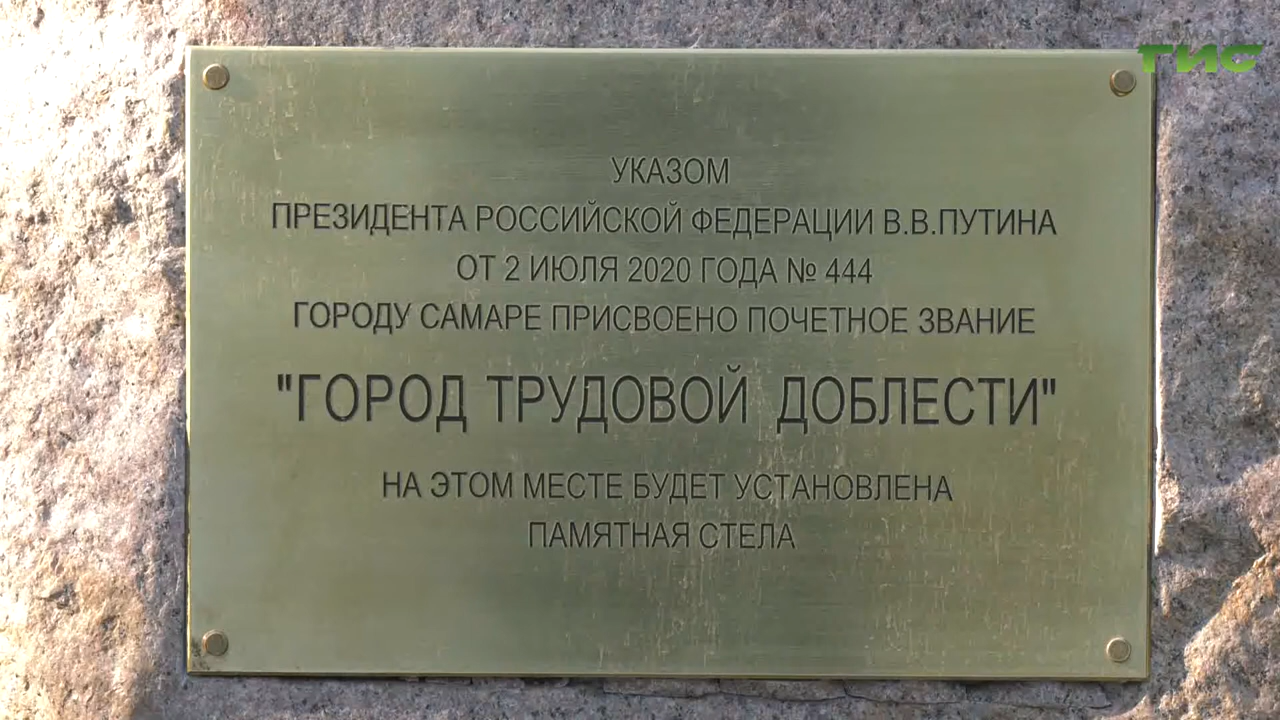 ГИС
УКАЗОМ
ПРЕЗИДЕНТА РОССИЙСКОЙ ФЕДЕРАЦИИ В.В.ПУТИНА
ОТ 2 ИЮЛЯ 2020 ГОДА № 444
ГОРОДУ САМАРЕ ПРИСВОЕНО ПОЧЕТНОЕ ЗВАНИЕ
"ГОРОД ТРУДОВОЙ ДОБЛЕСТИ"
НА ЭТОМ МЕСТЕ БУДЕТ УСТАНОВЛЕНА
ПАМЯТНАЯ СТЕЛА